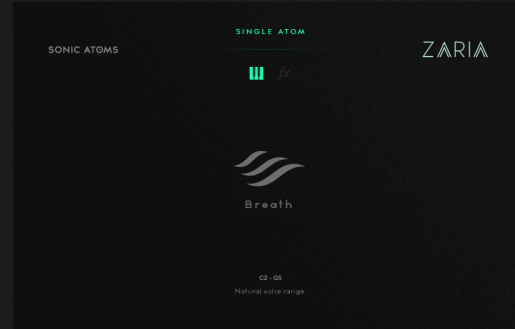 SINGLE ATOM
SONIC ATOMS
ZARIA
fx
Breath
C2 - G5
Natural voice range